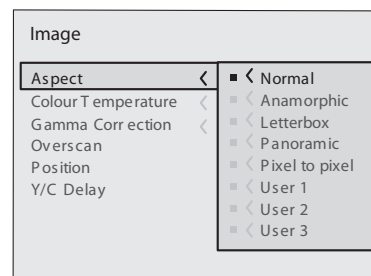 Image
Aspect
Colour Temperature
Gamma Correction
Overscan
Position
Y/C Delay
Normal
Anamorphic
Letterbox
Panoramic
Pixel to pixel
User 1
User 2
User 3